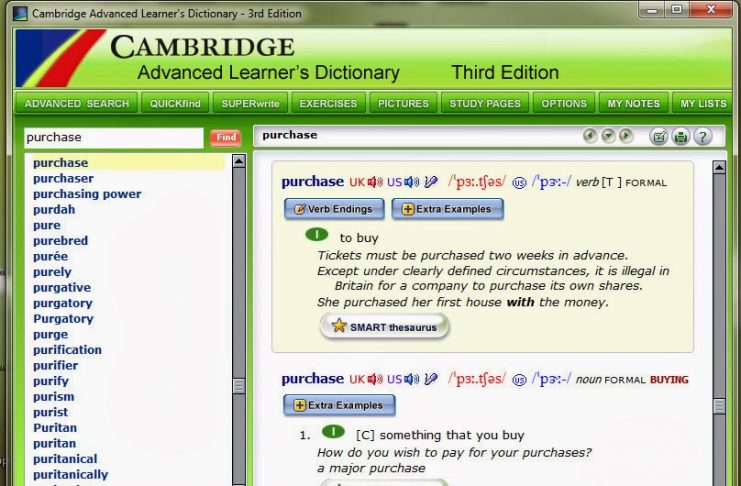 Cambridge Advanced Learner's Dictionary - 3rd Edition
CAMBRIDGE
Advanced Learner's Dictionary Third Edition
ADVANCED SEARCH QUICKfind SUPERwrite EXERCISES PICTURES STUDY PAGES OPTIONS MY NOTES MY LISTS
purchase Find
purchase
purchaser
purchasing power
purdah
pure
purebred
purée
purely
purgative
purgatory
Purgatory
purge
purification
purifier
purify
purism
purist
Puritan
puritan
puritanical
puritanically
purchase
?
purchase UK US /ˈpɜː.tʃəs/ US /ˈpɝː-/ verb [T ] FORMAL
Verb Endings Extra Examples
I to buy
Tickets must be purchased two weeks in advance.
Except under clearly defined circumstances, it is illegal in
Britain for a company to purchase its own shares.
She purchased her first house with the money.
SMART thesaurus
purchase UK US /ˈpɜː.tʃəs/ US /ˈpɝː-/ noun FORMAL BUYING
Extra Examples
1. I [C] something that you buy
How do you wish to pay for your purchases?
a major purchase